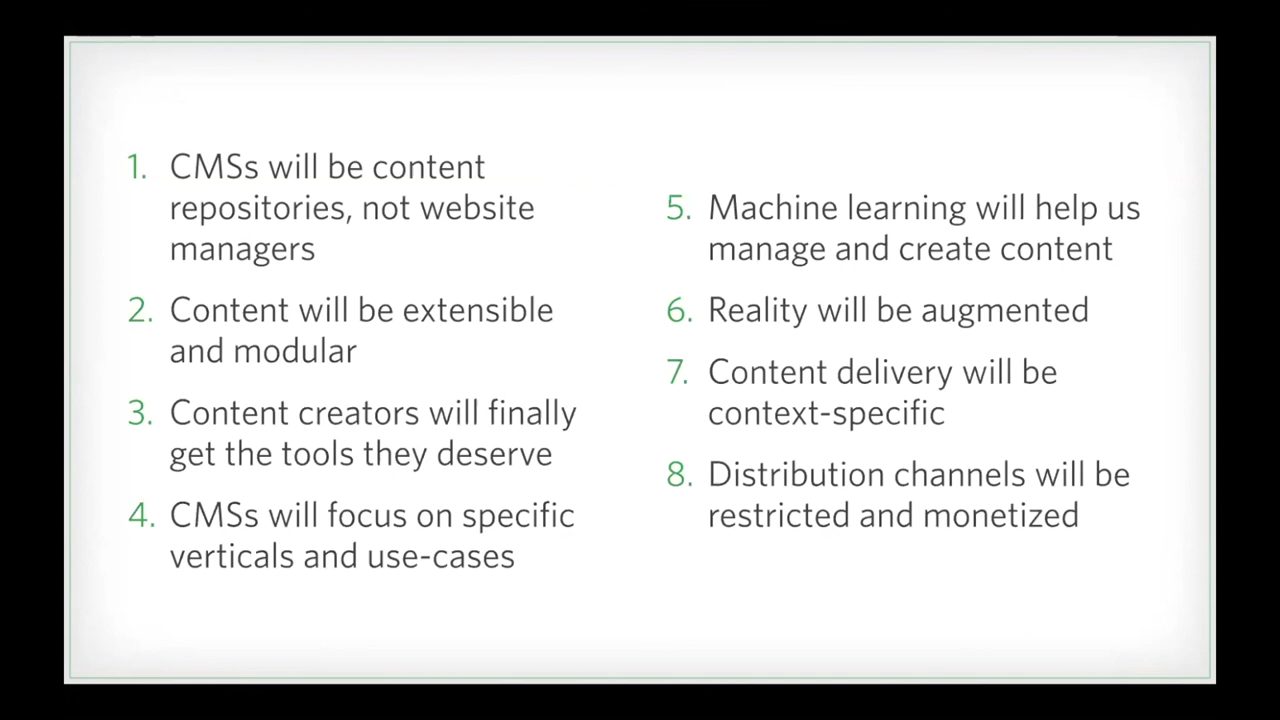 1. CMSs will be content
repositories, not website
managers
2. Content will be extensible
and modular
3. Content creators will finally
get the tools they deserve
4. CMSs will focus on specific
verticals and use-cases
5. Machine learning will help us
manage and create content
6. Reality will be augmented
7. Content delivery will be
context-specific
8. Distribution channels will be
restricted and monetized